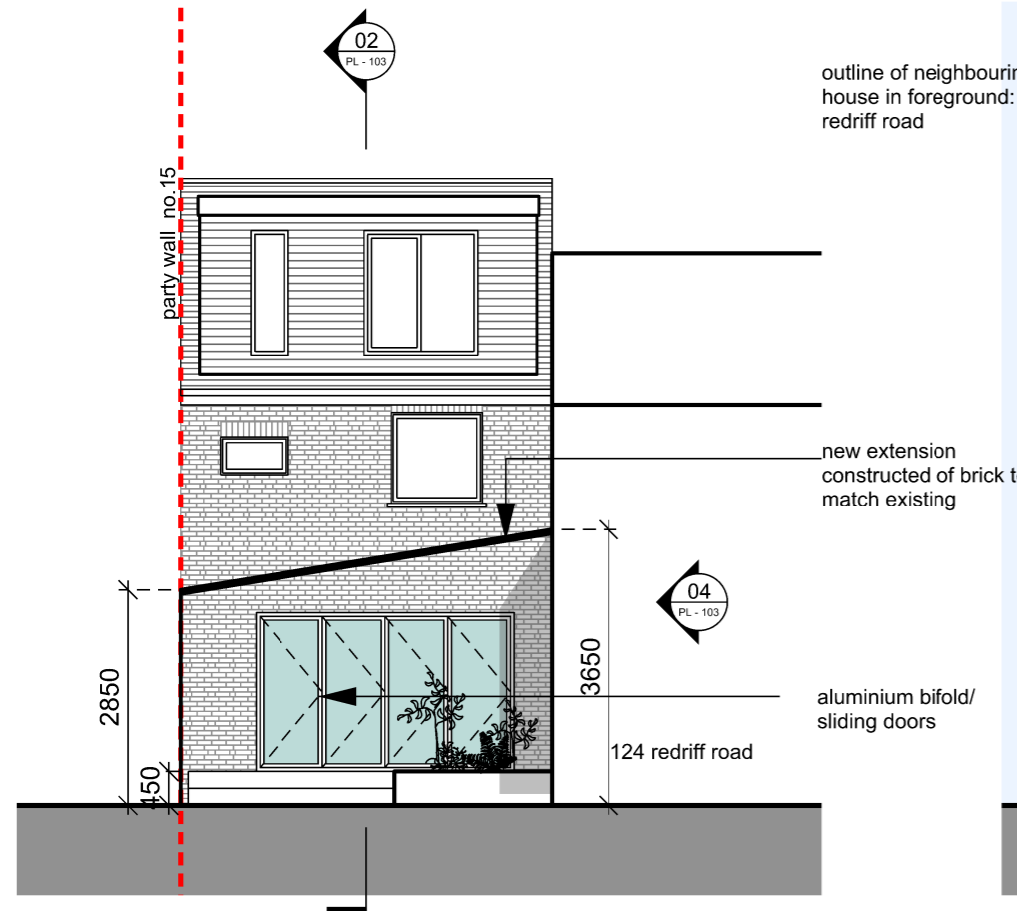 02
PL - 103
outline of neighbourin
house in foreground:
redriff road
party wall no.15
new extension
constructed of brick t
match existing
04
PL - 103
2850
3650
aluminium bifold/
sliding doors
124 redriff road
450